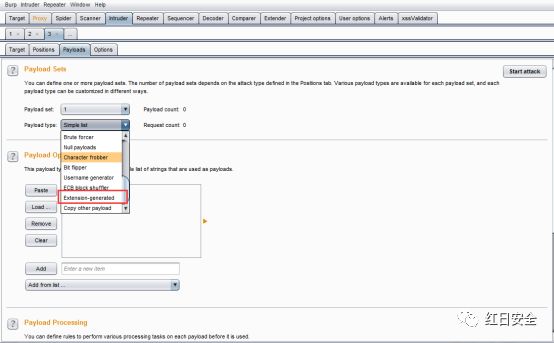 Burp Intruder Repeater Window Help
Target Proxy Spider Scanner Intruder Repeater Sequencer Decoder Comparer Extender Project options User options Alerts xssValidator
1 × 2 × 3 × ...
Target Positions Payloads Options
? Payload Sets Start attack
You can define one or more payload sets. The number of payload sets depends on the attack type defined in the Positions tab. Various payload types are available for each payload set, and each
payload type can be customized in different ways.
Payload set: 1 Payload count: 0
Payload type: Simple list Request count: 0
Brute forcer
Null payloads
Character frobber
Bit flipper
Username generator
ECB block shuffler
Extension-generated
Copy other payload
? Payload Op
This payload ty le list of strings that are used as payloads.
Paste
Load ...
Remove
Clear
Add Enter a new item
Add from list ...
? Payload Processing
You can define rules to perform various processing tasks on each payload before it is used.
红日安全